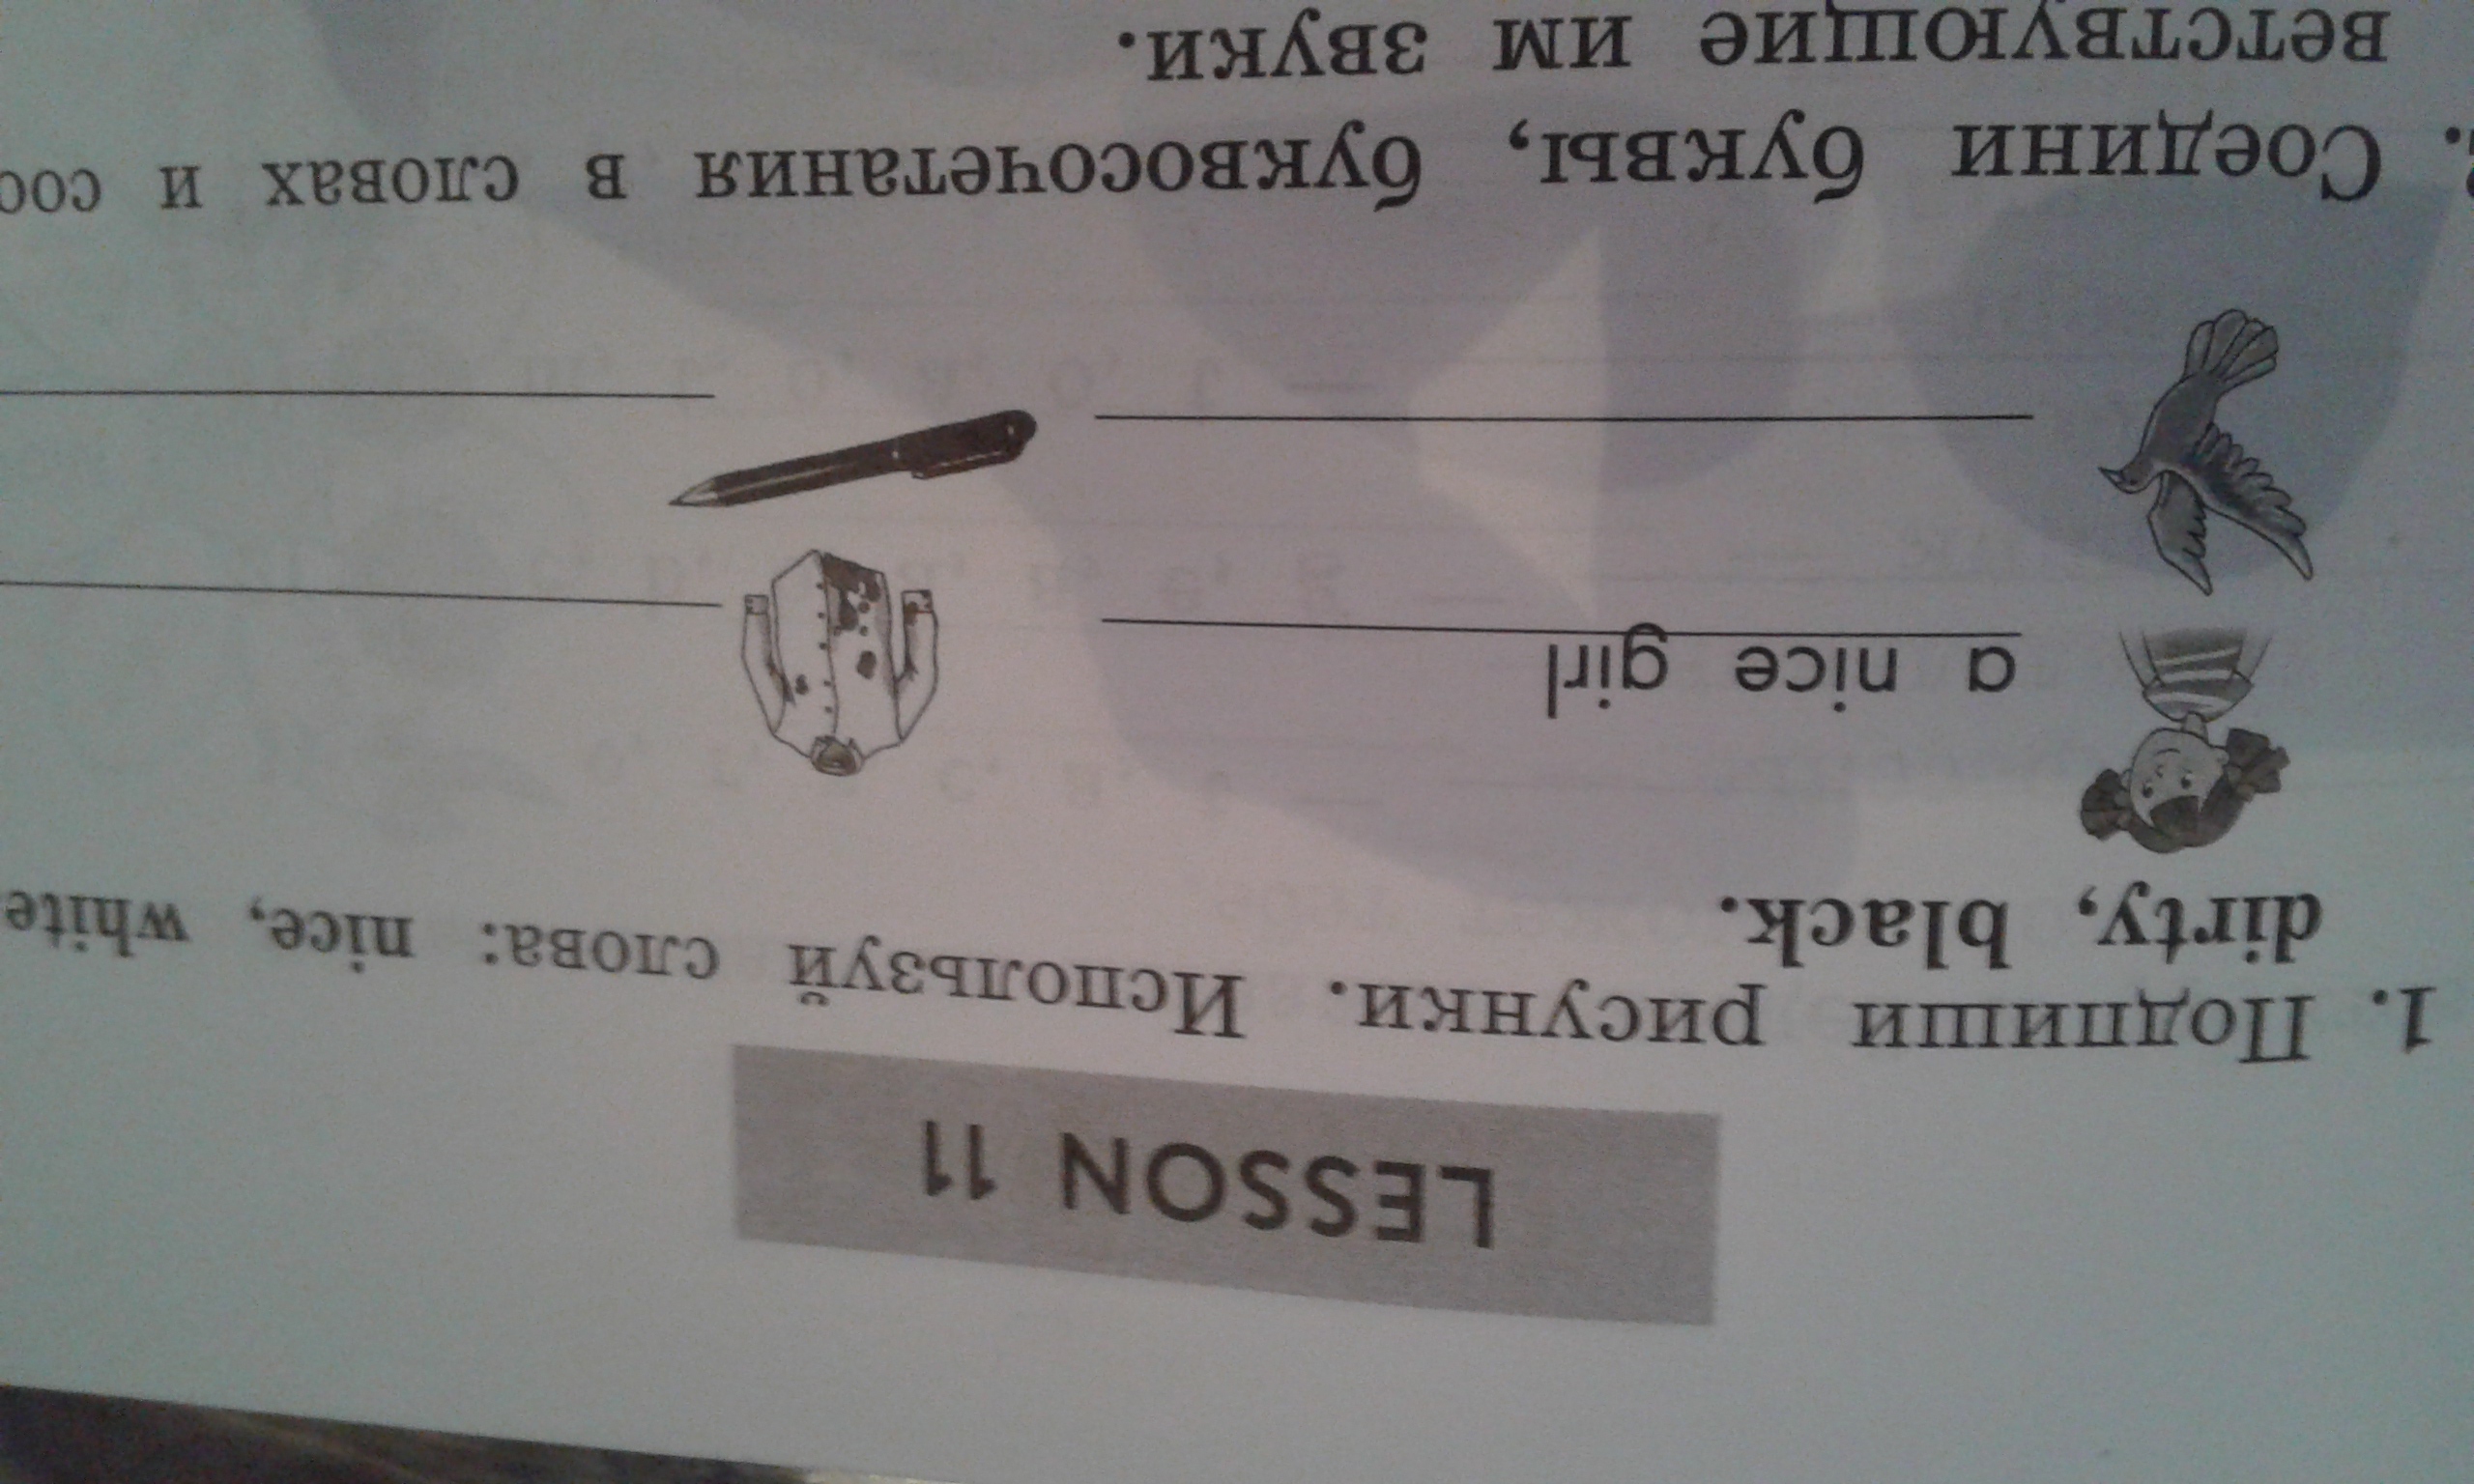 LESSON 11
1. Подпиши рисунки. Используй слова: nice, white
dirty, black.
a nice girl
2. Соедини буквы, буквосочетания в словах и соо
ветствующие им звуки.